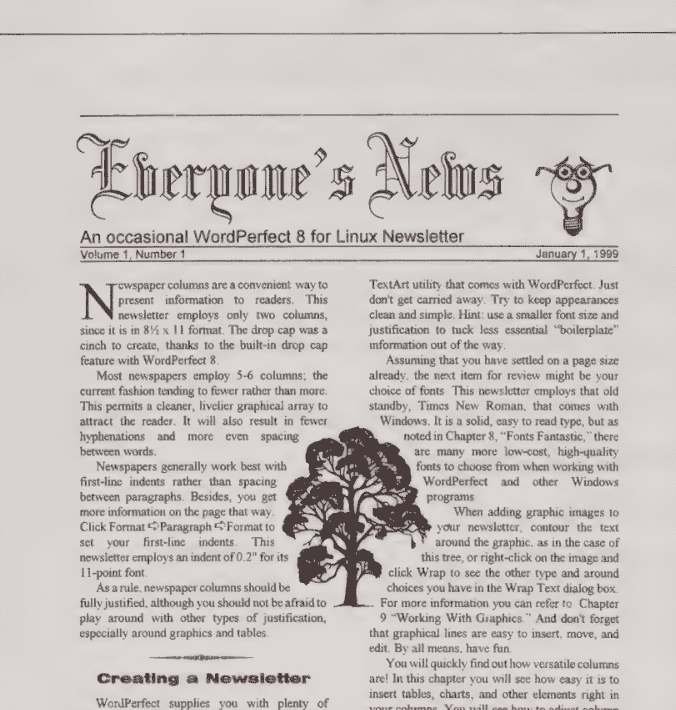 Everyone's News
An occasional WordPerfect 8 for Linux Newsletter
Volume 1, Number 1
January 1, 1999
Newspaper columns are a convenient way to
present information to readers. This
newsletter employs only two columns,
since it is in 8½ x 11 format. The drop cap was a
cinch to create, thanks to the built-in drop cap
feature with WordPerfect 8.
Most newspapers employ 5-6 columns; the
current fashion tending to fewer rather than more.
This permits a cleaner, livelier graphical array to
attract the reader. It will also result in fewer
hyphenations and more even spacing
between words.
Newspapers generally work best with
first-line indents rather than spacing
between paragraphs. Besides, you get
more information on the page that way.
Click Format ➪Paragraph ➪Format to
set your first-line indents. This
newsletter employs an indent of 0.2" for its
11-point font.
As a rule, newspaper columns should be
fully justified, although you should not be afraid to
play around with other types of justification,
especially around graphics and tables.
Creating a Newsletter
WordPerfect supplies you with plenty of
TextArt utility that comes with WordPerfect. Just
don't get carried away. Try to keep appearances
clean and simple. Hint: use a smaller font size and
justification to tuck less essential "boilerplate"
information out of the way.
Assuming that you have settled on a page size
already, the next item for review might be your
choice of fonts This newsletter employs that old
standby, Times New Roman, that comes with
Windows. It is a solid, easy to read type, but as
noted in Chapter 8, "Fonts Fantastic," there
are many more low-cost, high-quality
fonts to choose from when working with
WordPerfect and other Windows
programs
When adding graphic images to
your newsletter, contour the text
around the graphic, as in the case of
this tree, or right-click on the image and
click Wrap to see the other type and around
choices you have in the Wrap Text dialog box.
For more information you can refer to Chapter
9 "Working With Graphics." And don't forget
that graphical lines are easy to insert, move, and
edit. By all means, have fun.
You will quickly find out how versatile columns
are! In this chapter you will see how easy it is to
insert tables, charts, and other elements right in
your columns. You will see how to adjust column